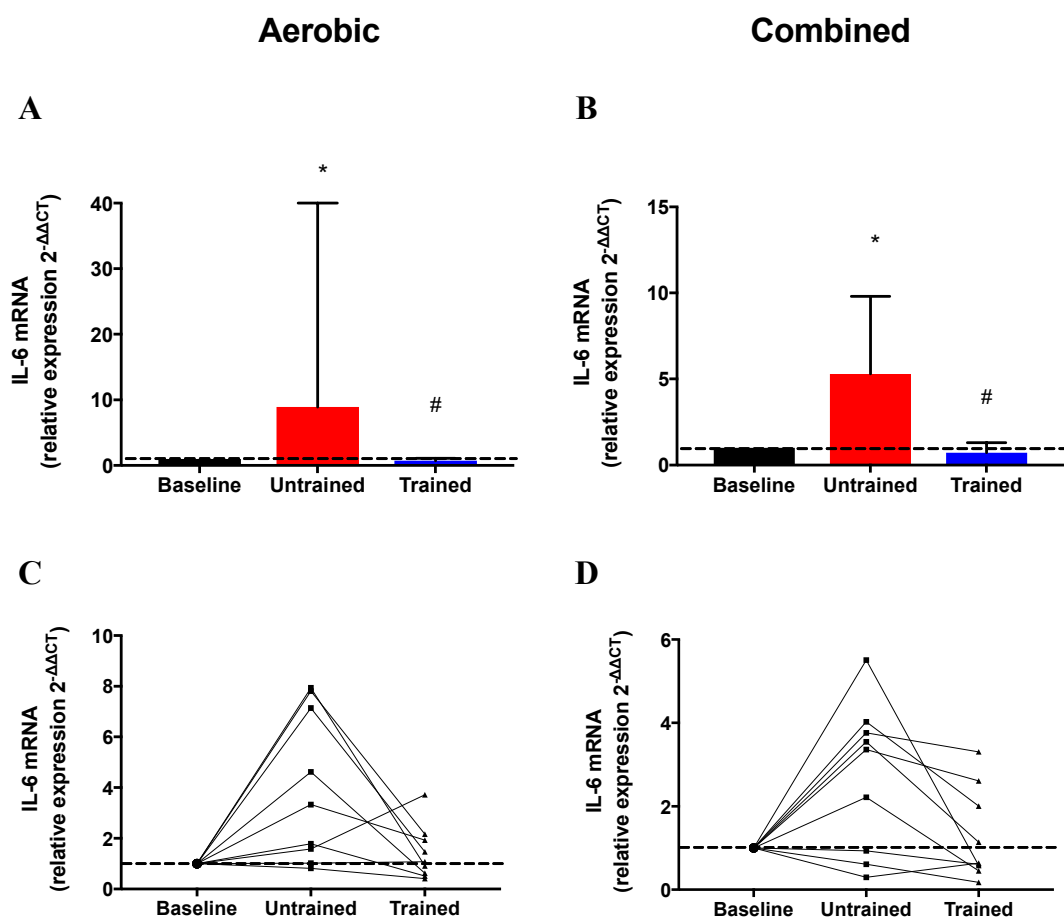 Aerobic
Combined
A
B
IL-6 mRNA
(relative expression 2-ΔΔCT)
40
30
20
10
0
*
#
Baseline Untrained Trained
IL-6 mRNA
(relative expression 2-ΔΔCT)
15
10
5
0
*
#
Baseline Untrained Trained
C
D
IL-6 mRNA
(relative expression 2-ΔΔCT)
10
8
6
4
2
0
Baseline Untrained Trained
IL-6 mRNA
(relative expression 2-ΔΔCT)
6
4
2
0
Baseline Untrained Trained